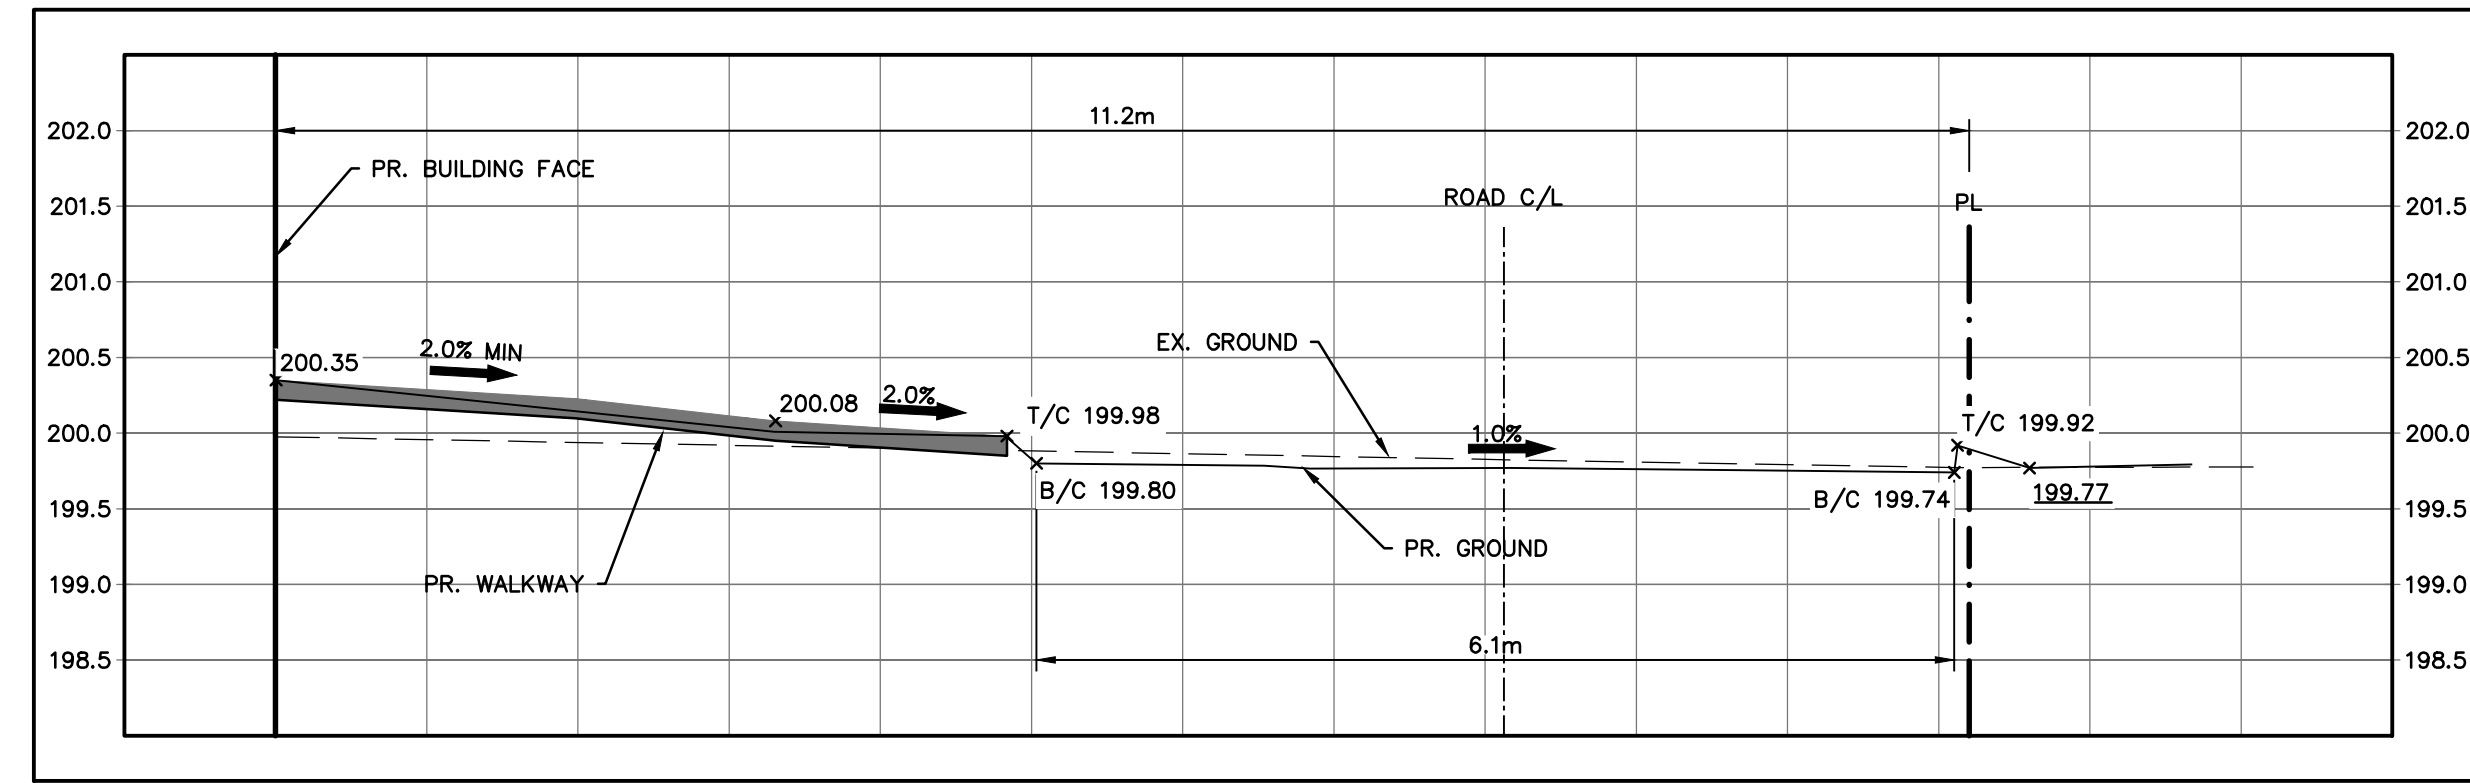 11.2m
202.0
202.0
PR. BUILDING FACE
ROAD C/L
PL
201.5
201.5
201.0
201.0
EX. GROUND
2.0% MIN
200.5
200.5
200.35
2.0%
200.08
T/C 199.98
T/C 199.92
200.0
200.0
1.0%
B/C 199.80
B/C 199.74
199.77
199.5
199.5
PR. GROUND
PR. WALKWAY
199.0
199.0
6.1m
198.5
198.5